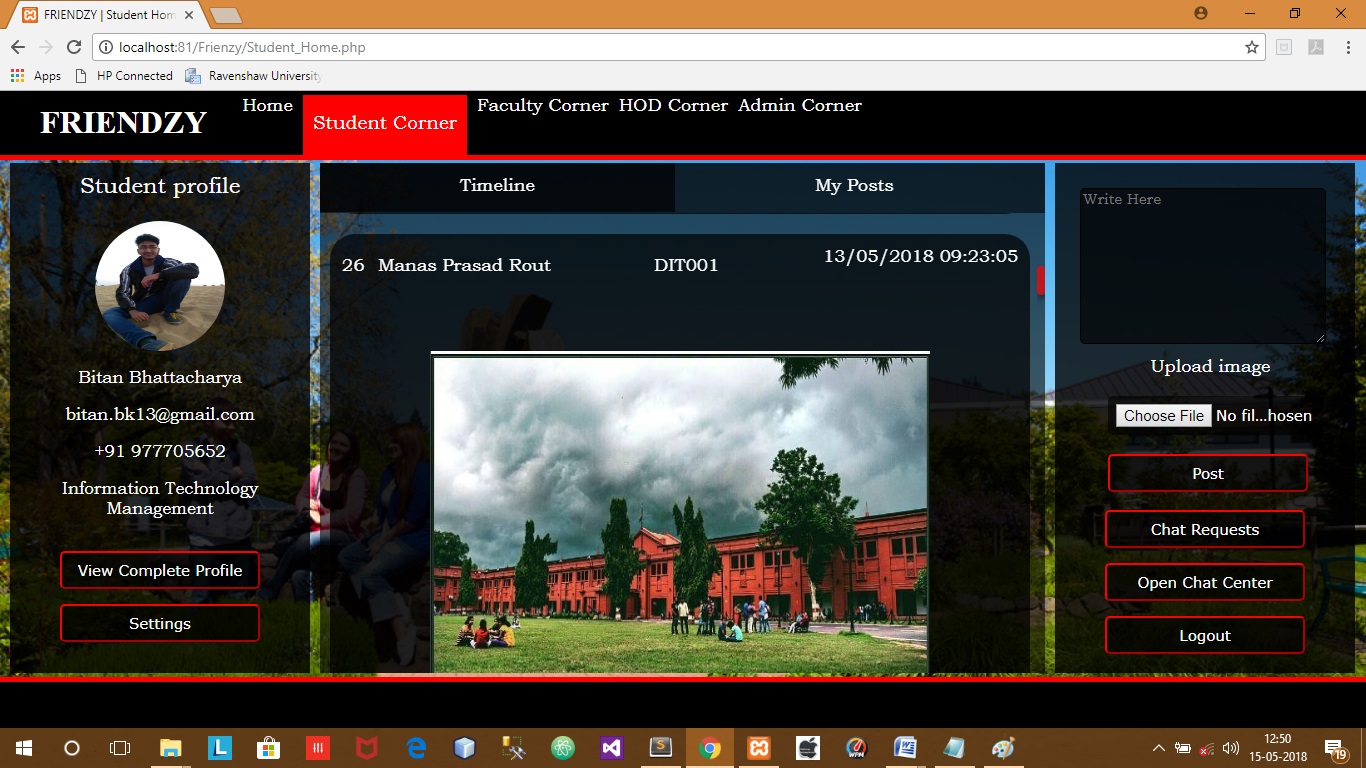 FRIENDZY | Student Hom
localhost:81/Frienzy/Student_Home.php
Apps
HP Connected
Ravenshaw University
FRIENDZY
Home
Student Corner
Faculty Corner
HOD Corner
Admin Corner
Student profile
Bitan Bhattacharya
bitan.bk13@gmail.com
+91 977705652
Information Technology
Management
View Complete Profile
Settings
Timeline
My Posts
26 Manas Prasad Rout
DIT001
13/05/2018 09:23:05
Write Here
Upload image
Choose File No fil...hosen
Post
Chat Requests
Open Chat Center
Logout
L
S
WPM
W
12:50
15-05-2018
19